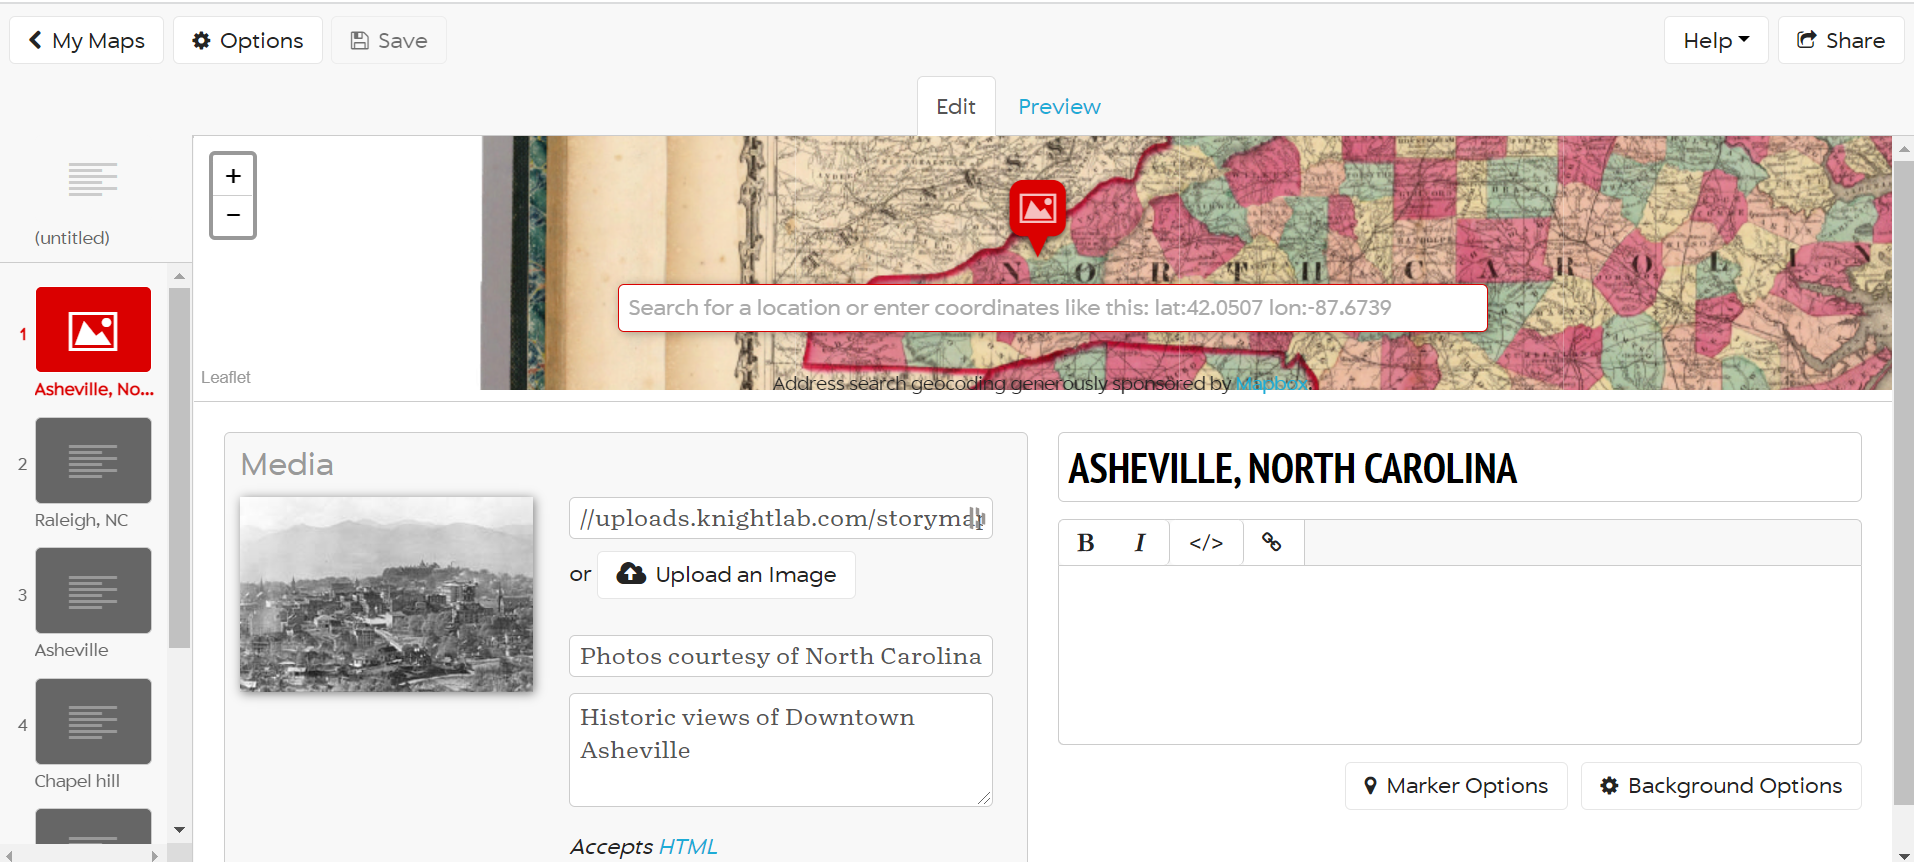 My Maps
Options
Save
Help
Share
Edit
Preview
(untitled)
1
Asheville, No...
2
Raleigh, NC
3
Asheville
4
Chapel hill
+
−
NORTH CAROLIN
Search for a location or enter coordinates like this: lat:42.0507 lon:-87.6739
Leaflet
Address search geocoding generously sponsored by Mapbox.
Media
//uploads.knightlab.com/storymap
or
Upload an Image
Photos courtesy of North Carolina
Historic views of Downtown
Asheville
Accepts HTML
ASHEVILLE, NORTH CAROLINA
B I </>
Marker Options
Background Options